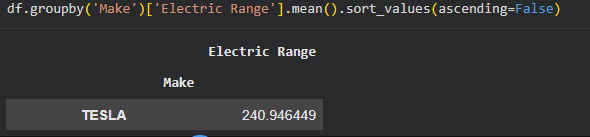 df.groupby('Make')['Electric Range'].mean().sort_values(ascending=False)
Electric Range
Make
TESLA 240.946449